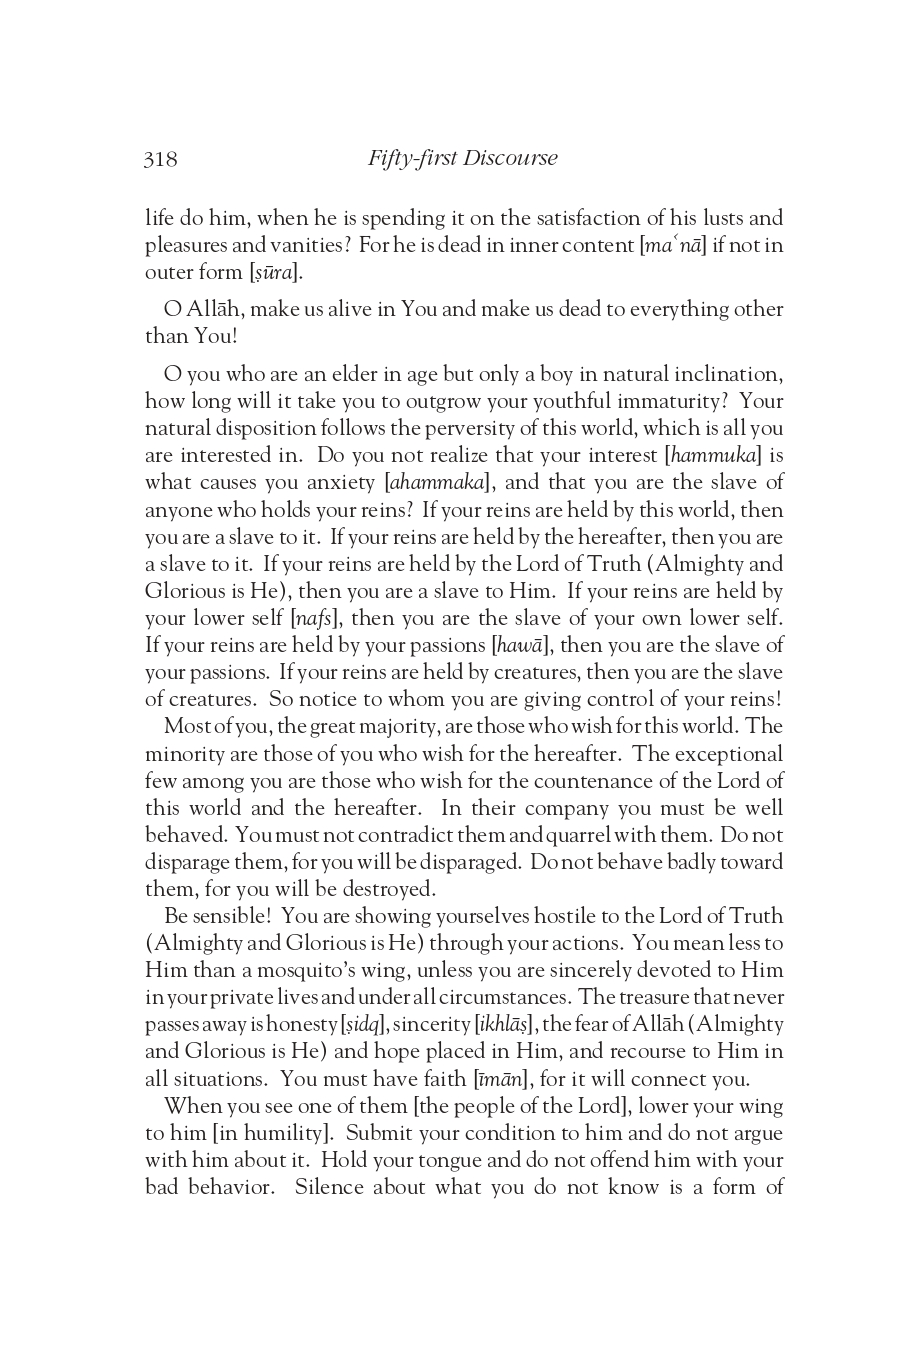 318
Fifty-first Discourse
life do him, when he is spending it on the satisfaction of his lusts and
pleasures and vanities? For he is dead in inner content [maʿnā] if not in
outer form [ṣūra].
O Allāh, make us alive in You and make us dead to everything other
than You!
O you who are an elder in age but only a boy in natural inclination,
how long will it take you to outgrow your youthful immaturity? Your
natural disposition follows the perversity of this world, which is all you
are interested in. Do you not realize that your interest [hammuka] is
what causes you anxiety [ahammaka], and that you are the slave of
anyone who holds your reins? If your reins are held by this world, then
you are a slave to it. If your reins are held by the hereafter, then you are
a slave to it. If your reins are held by the Lord of Truth (Almighty and
Glorious is He), then you are a slave to Him. If your reins are held by
your lower self [nafs], then you are the slave of your own lower self.
If your reins are held by your passions [hawā], then you are the slave of
your passions. If your reins are held by creatures, then you are the slave
of creatures. So notice to whom you are giving control of your reins!
Most of you, the great majority, are those who wish for this world. The
minority are those of you who wish for the hereafter. The exceptional
few among you are those who wish for the countenance of the Lord of
this world and the hereafter. In their company you must be well
behaved. You must not contradict them and quarrel with them. Do not
disparage them, for you will be disparaged. Do not behave badly toward
them, for you will be destroyed.
Be sensible! You are showing yourselves hostile to the Lord of Truth
(Almighty and Glorious is He) through your actions. You mean less to
Him than a mosquito's wing, unless you are sincerely devoted to Him
in your private lives and under all circumstances. The treasure that never
passes away is honesty [ṣidq], sincerity [ikhlāṣ], the fear of Allāh (Almighty
and Glorious is He) and hope placed in Him, and recourse to Him in
all situations. You must have faith [īmān], for it will connect you.
When you see one of them [the people of the Lord], lower your wing
to him [in humility]. Submit your condition to him and do not argue
with him about it. Hold your tongue and do not offend him with your
bad behavior. Silence about what you do not know is a form of